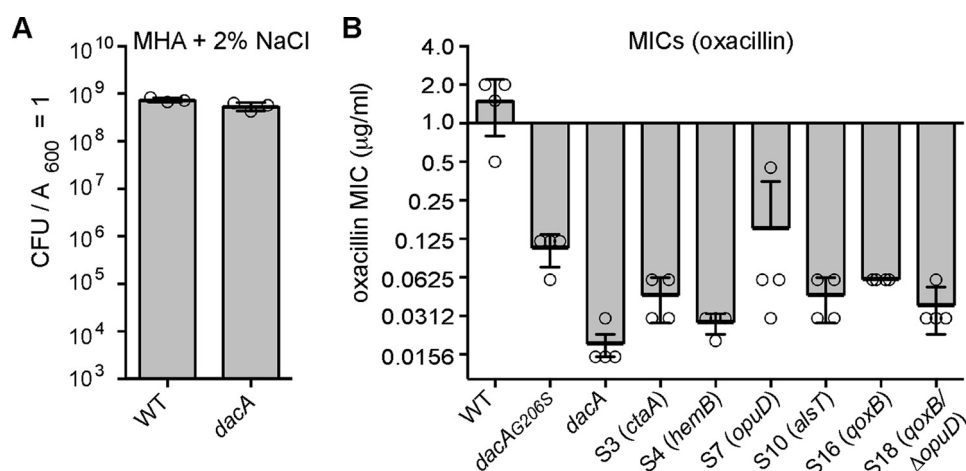 A
MHA + 2% NaCl
CFU / A 600 = 1
10^10
10^9
10^8
10^7
10^6
10^5
10^4
10^3
WT
dacA
B
MICs (oxacillin)
oxacillin MIC (μg/ml)
4.0
2.0
1.0
0.5
0.25
0.125
0.0625
0.0312
0.0156
WT
dacAG206S
dacA
S3 (ctaA)
S4 (hemB)
S7 (opuD)
S10 (alsT)
S16 (qoxB)
S18 (qoxB/
ΔopuD)